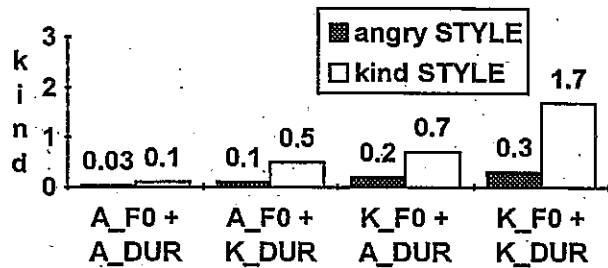 kind
3
2
1
0
angry STYLE
kind STYLE
0.03 0.1
0.1 0.5
0.2 0.7
0.3 1.7
A_F0 + A_F0 + K_F0 + K_F0 +
A_DUR K_DUR A_DUR K_DUR